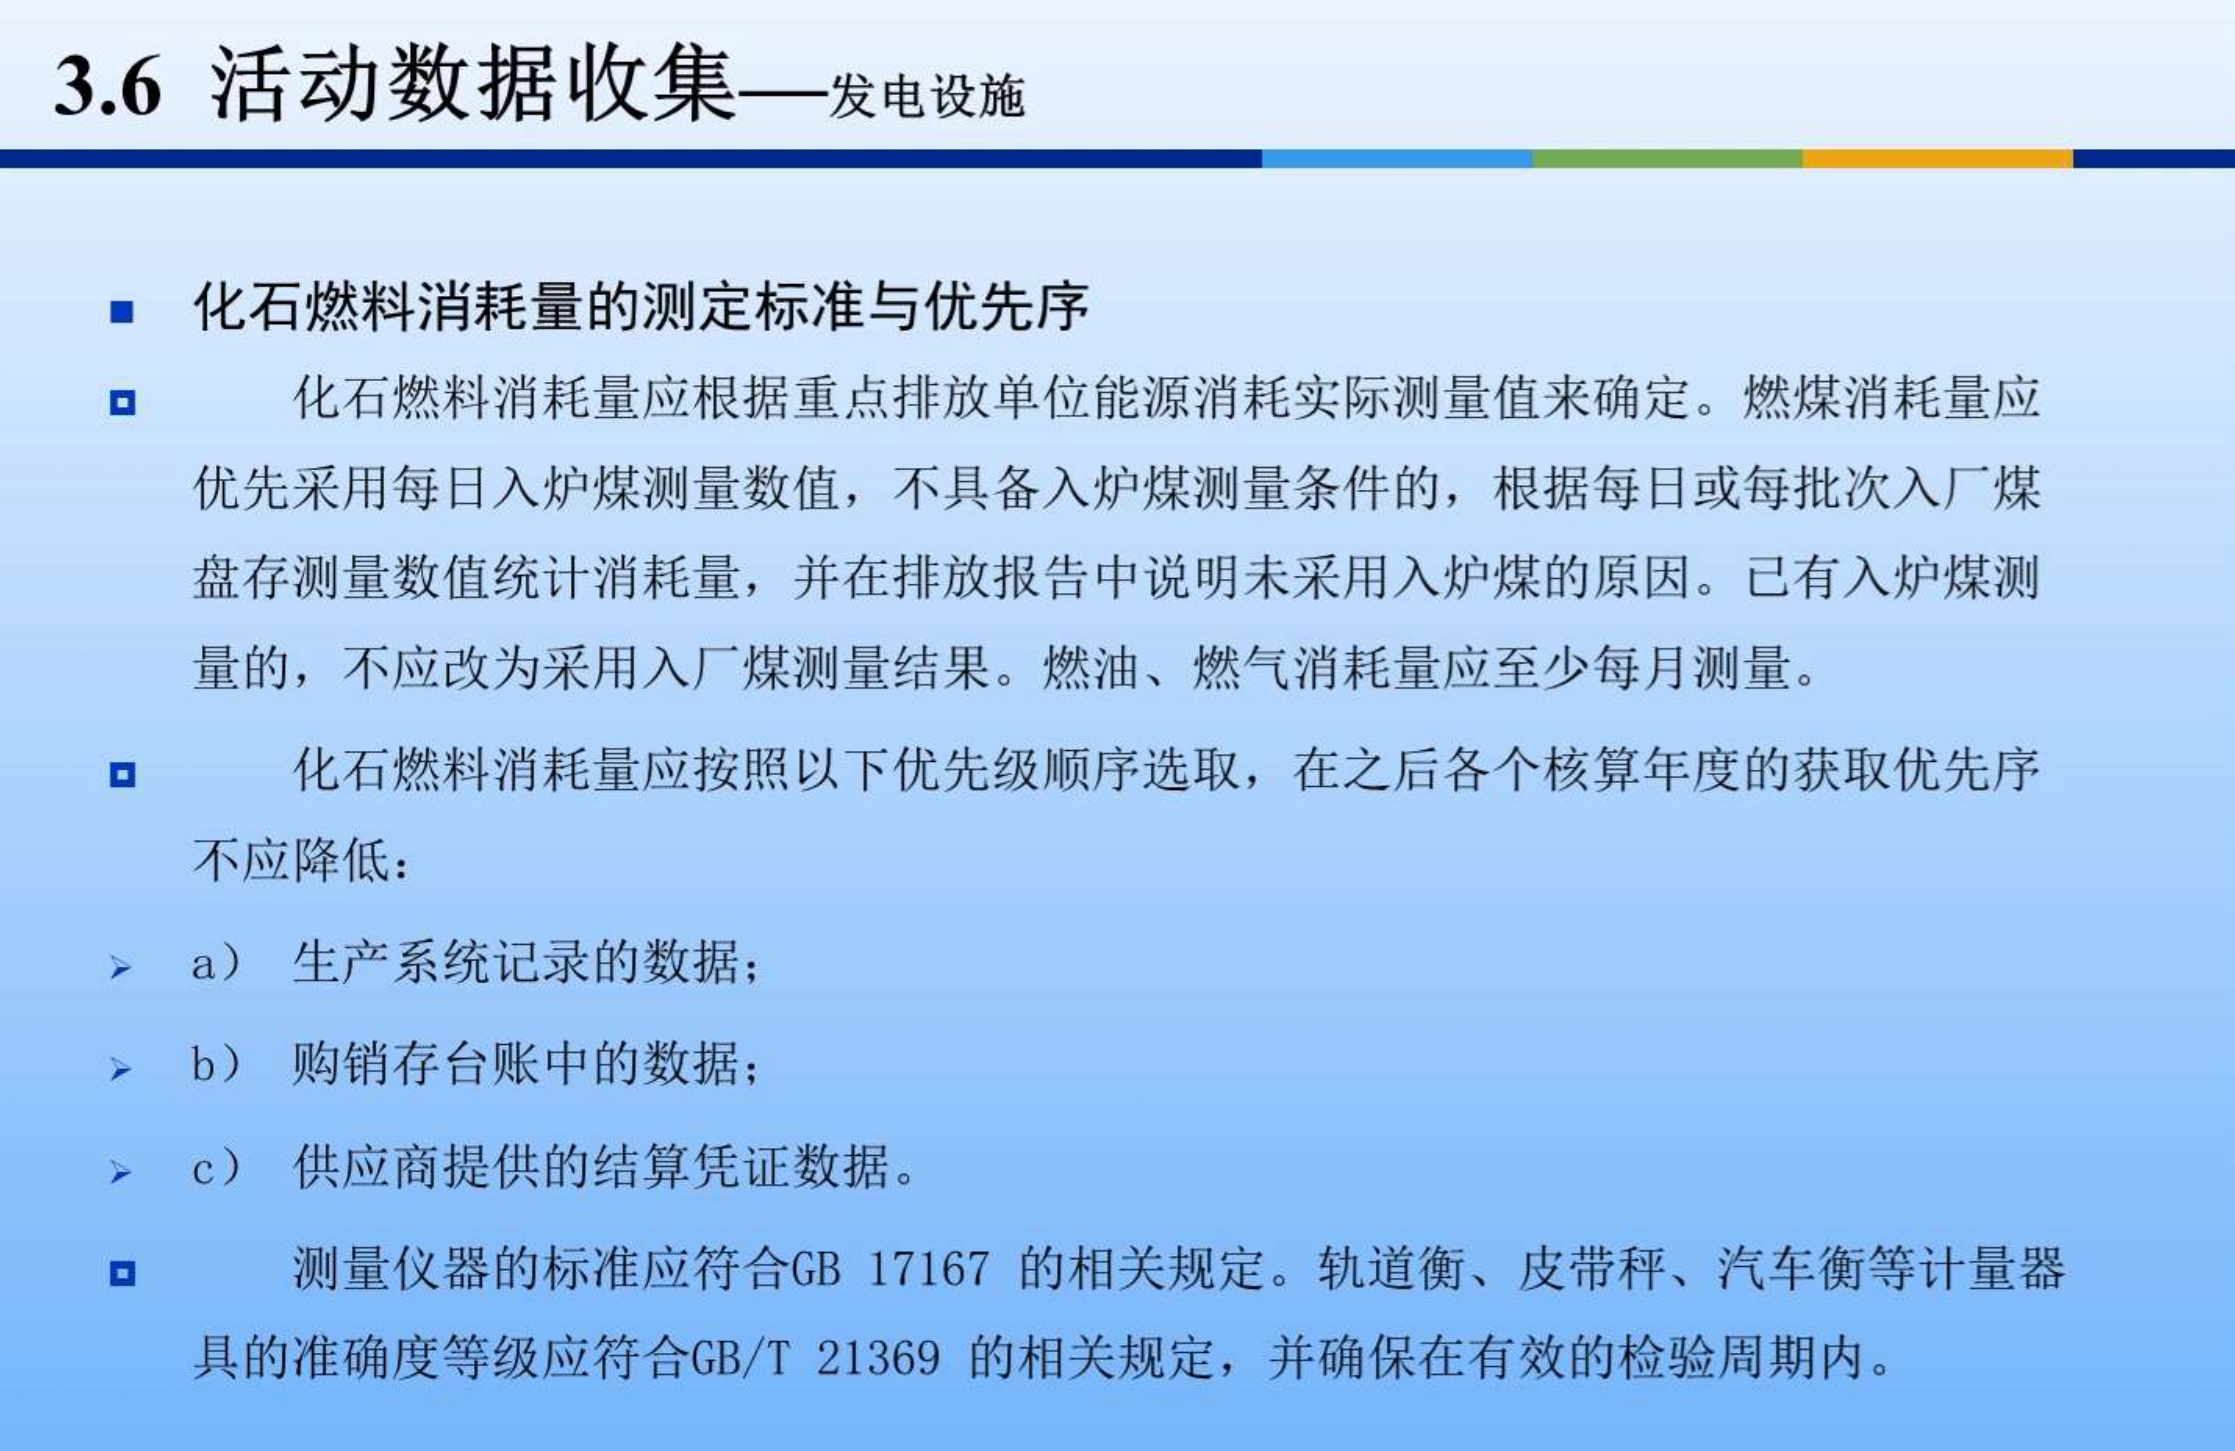 3.6 活动数据收集——发电设施
化石燃料消耗量的测定标准与优先序
化石燃料消耗量应根据重点排放单位能源消耗实际测量值来确定。燃煤消耗量应
优先采用每日入炉煤测量数值，不具备入炉煤测量条件的，根据每日或每批次入厂煤
盘存测量数值统计消耗量，并在排放报告中说明未采用入炉煤的原因。已有入炉煤测
量的，不应改为采用入厂煤测量结果。燃油、燃气消耗量应至少每月测量。
化石燃料消耗量应按照以下优先级顺序选取，在之后各个核算年度的获取优先序
不应降低：
a） 生产系统记录的数据；
b） 购销存台账中的数据；
c） 供应商提供的结算凭证数据。
测量仪器的标准应符合GB 17167 的相关规定。轨道衡、皮带秤、汽车衡等计量器
具的准确度等级应符合GB/T 21369 的相关规定，并确保在有效的检验周期内。